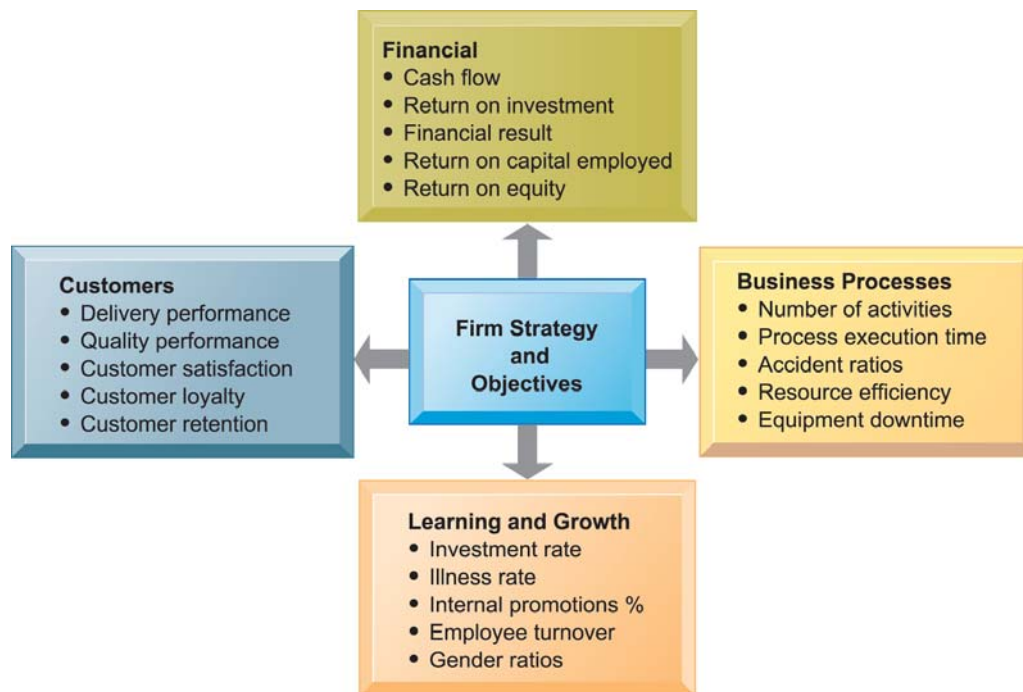 Financial
• Cash flow
• Return on investment
• Financial result
• Return on capital employed
• Return on equity
Customers
• Delivery performance
• Quality performance
• Customer satisfaction
• Customer loyalty
• Customer retention
Firm Strategy
and
Objectives
Business Processes
• Number of activities
• Process execution time
• Accident ratios
• Resource efficiency
• Equipment downtime
Learning and Growth
• Investment rate
• Illness rate
• Internal promotions %
• Employee turnover
• Gender ratios